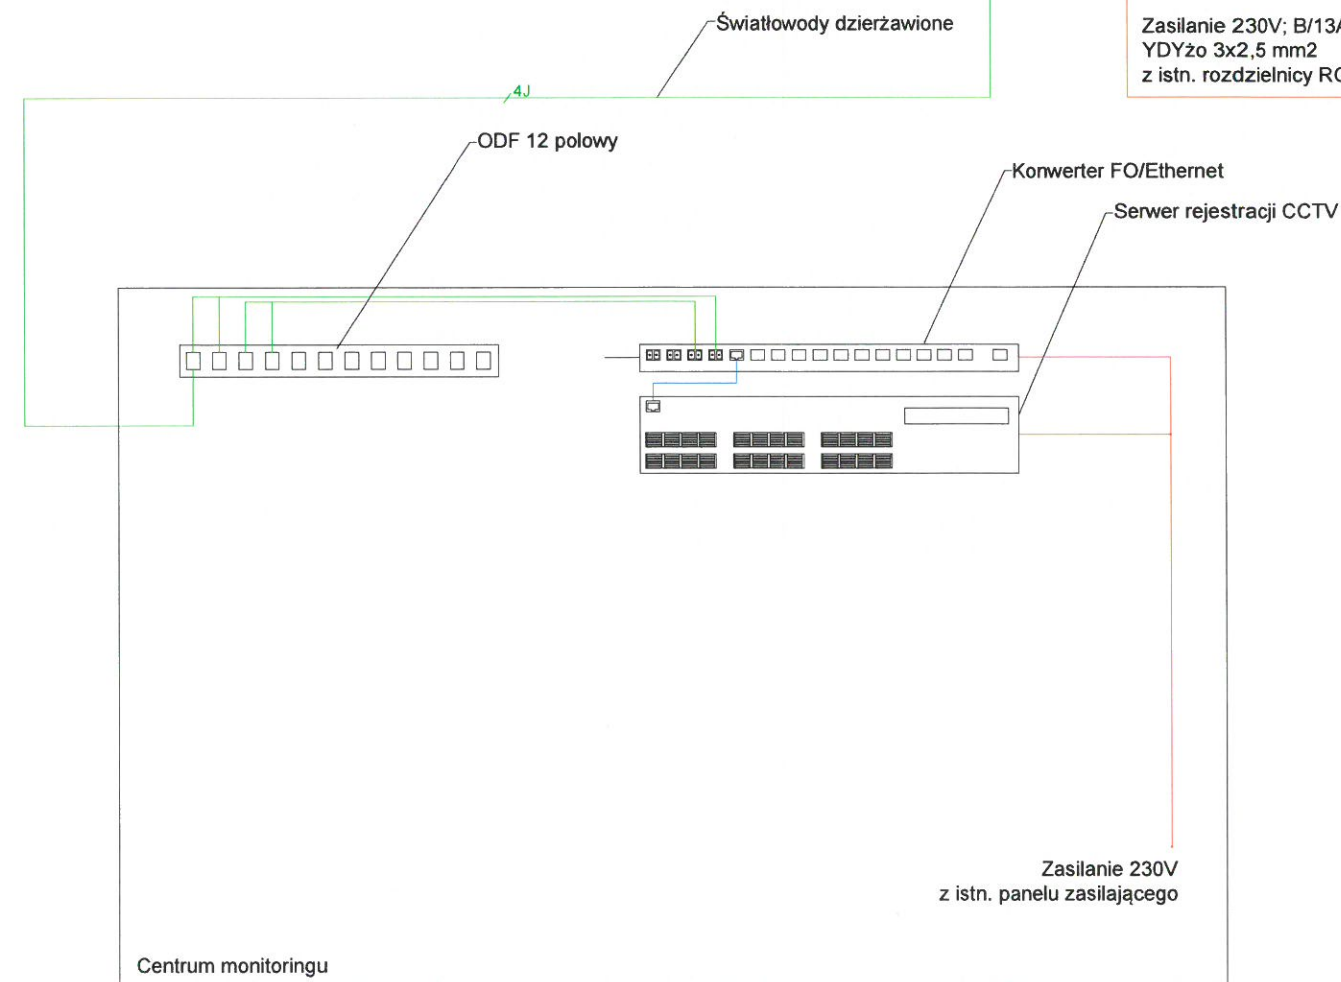 Światłowody dzierżawione
Zasilanie 230V; B/13A
YDYżo 3x2,5 mm2
z istn. rozdzielnicy
4J
ODF 12 polowy
Konwerter FO/Ethernet
Serwer rejestracji CCTV
Zasilanie 230V
z istn. panelu zasilającego
Centrum monitoringu